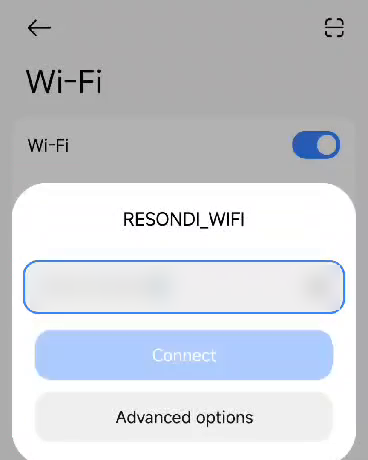 Wi-Fi
Wi-Fi
RESONDI_WIFI
Connect
Advanced options